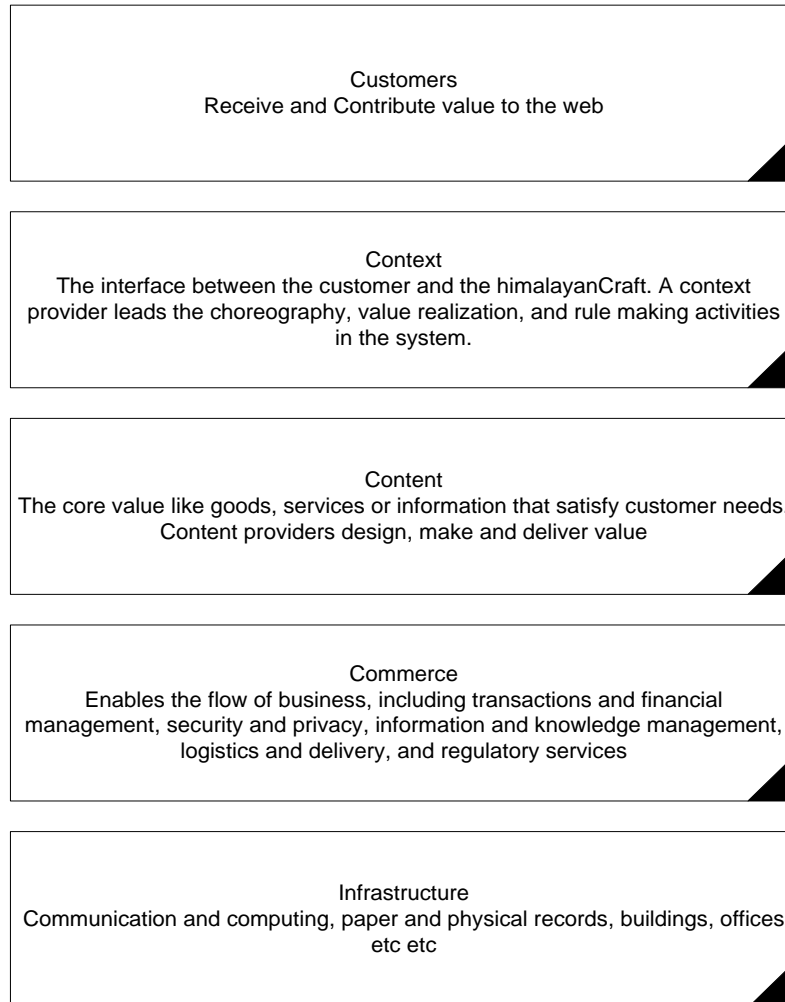 Customers
Receive and Contribute value to the web
Context
The interface between the customer and the himalayanCraft. A context
provider leads the choreography, value realization, and rule making activities
in the system.
Content
The core value like goods, services or information that satisfy customer needs.
Content providers design, make and deliver value
Commerce
Enables the flow of business, including transactions and financial
management, security and privacy, information and knowledge management,
logistics and delivery, and regulatory services
Infrastructure
Communication and computing, paper and physical records, buildings, offices
etc etc